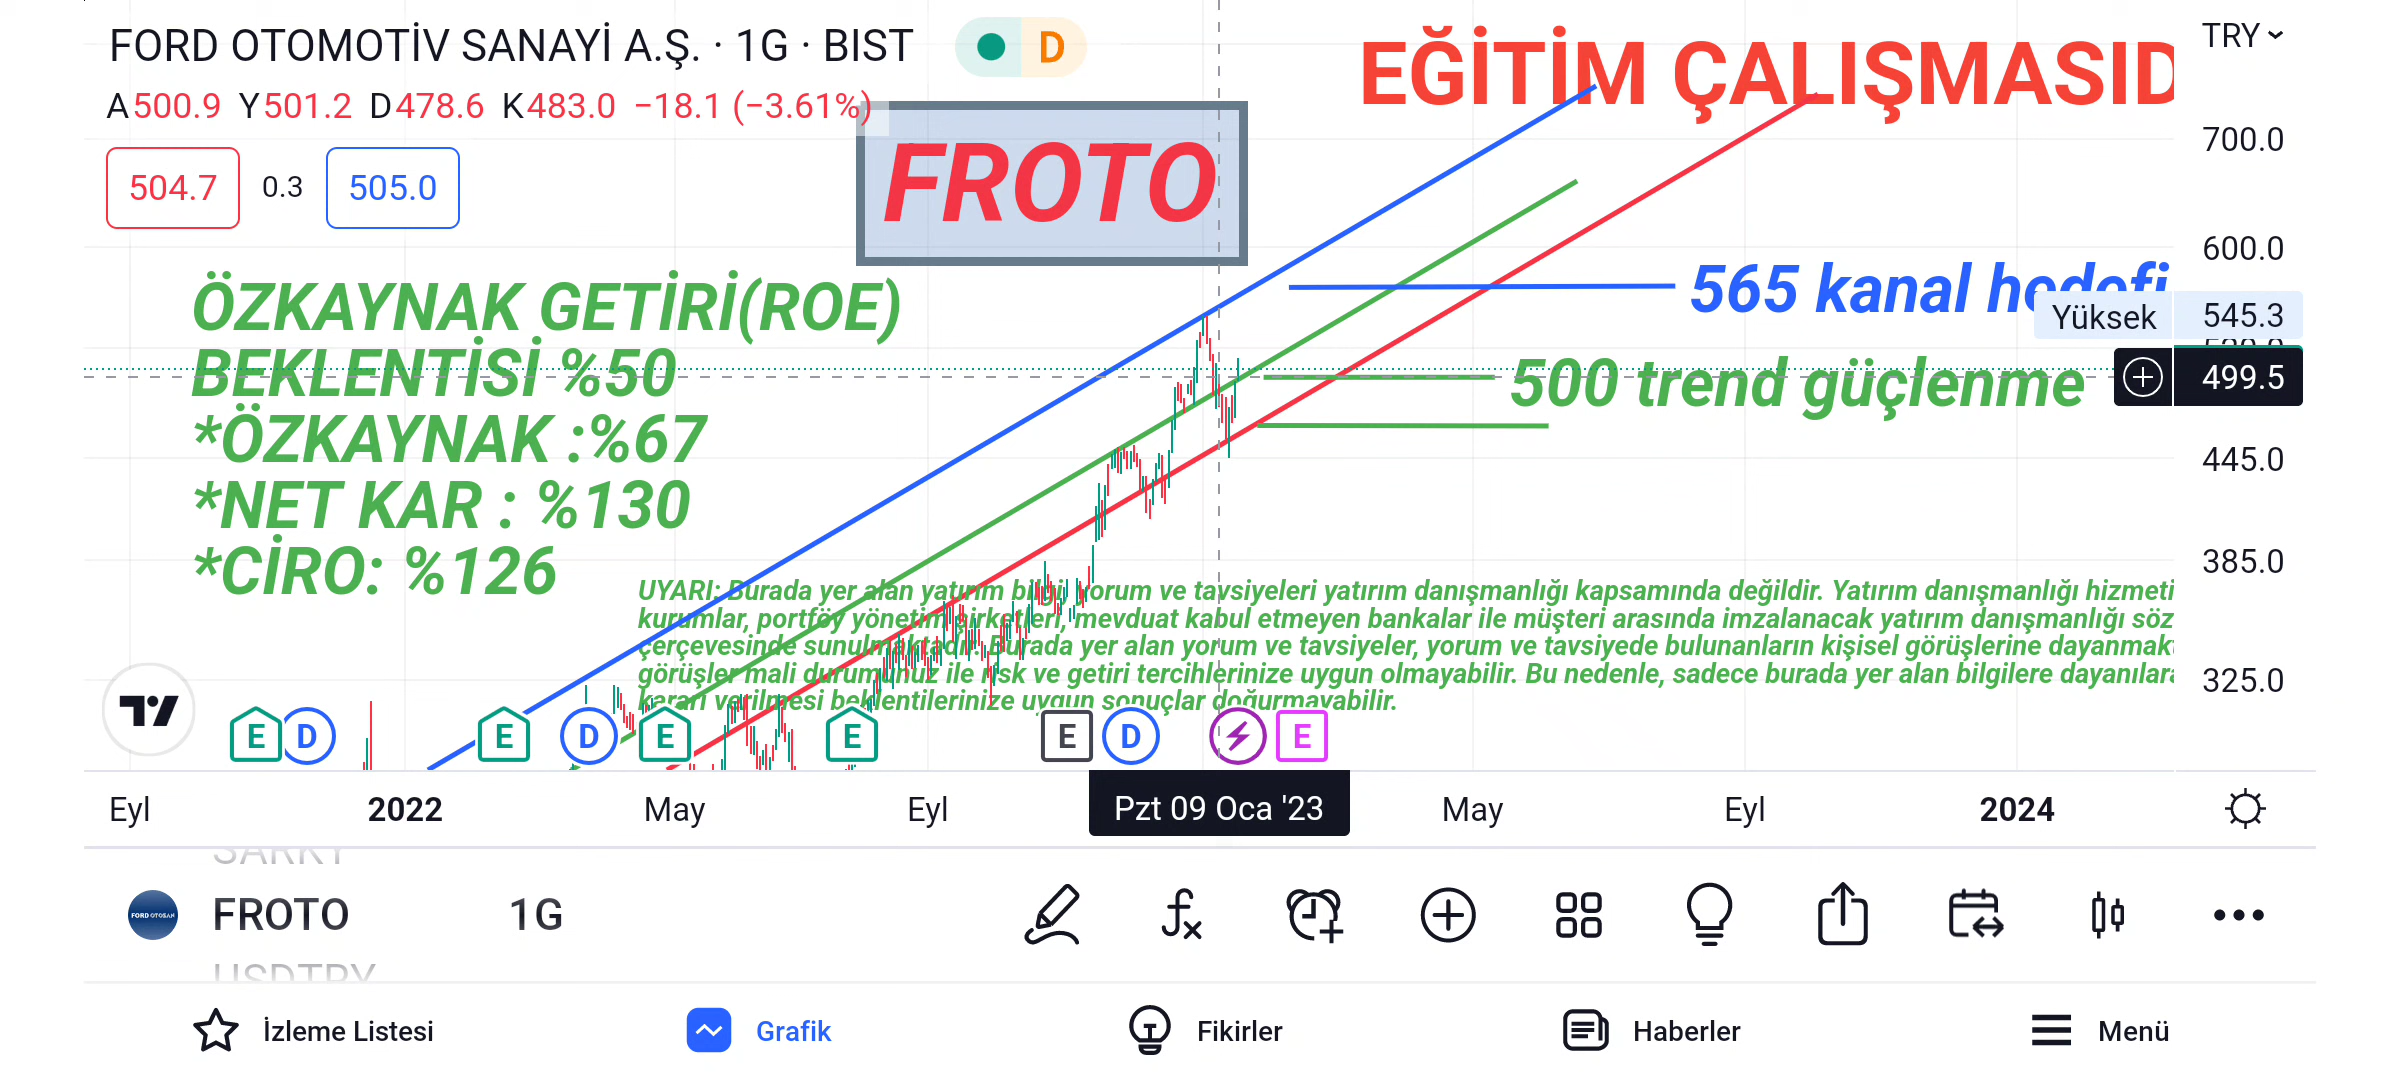 FORD OTOMOTİV SANAYİ A.Ş. · 1G · BIST D
A500.9 Y501.2 D478.6 K483.0 −18.1 (−3.61%)
504.7 0.3 505.0
FROTO
EĞİTİM ÇALIŞMASID
TRY
700.0
600.0
565 kanal hedefi
Yüksek 545.3
499.5
500 trend güçlenme
445.0
385.0
325.0
ÖZKAYNAK GETİRİ(ROE)
BEKLENTİSİ %50
*ÖZKAYNAK :%67
*NET KAR : %130
*CİRO: %126
UYARI: Burada yer alan yatırım bilgi, yorum ve tavsiyeleri yatırım danışmanlığı kapsamında değildir. Yatırım danışmanlığı hizmeti
kurumlar, portföy yönetim şirketleri, mevduat kabul etmeyen bankalar ile müşteri arasında imzalanacak yatırım danışmanlığı söz
çerçevesinde sunulmaktadır. Burada yer alan yorum ve tavsiyeler, yorum ve tavsiyede bulunanların kişisel görüşlerine dayanmak
görüşler mali durumunuz ile risk ve getiri tercihlerinize uygun olmayabilir. Bu nedenle, sadece burada yer alan bilgilere dayanılar
kararı verilmesi beklentilerinize uygun sonuçlar doğurmayabilir.
E D E D E E E D E
Eyl 2022 May Eyl Pzt 09 Oca '23 May Eyl 2024
SARKY
FORD OTOSAN FROTO 1G
USDTRY
İzleme Listesi Grafik Fikirler Haberler Menü